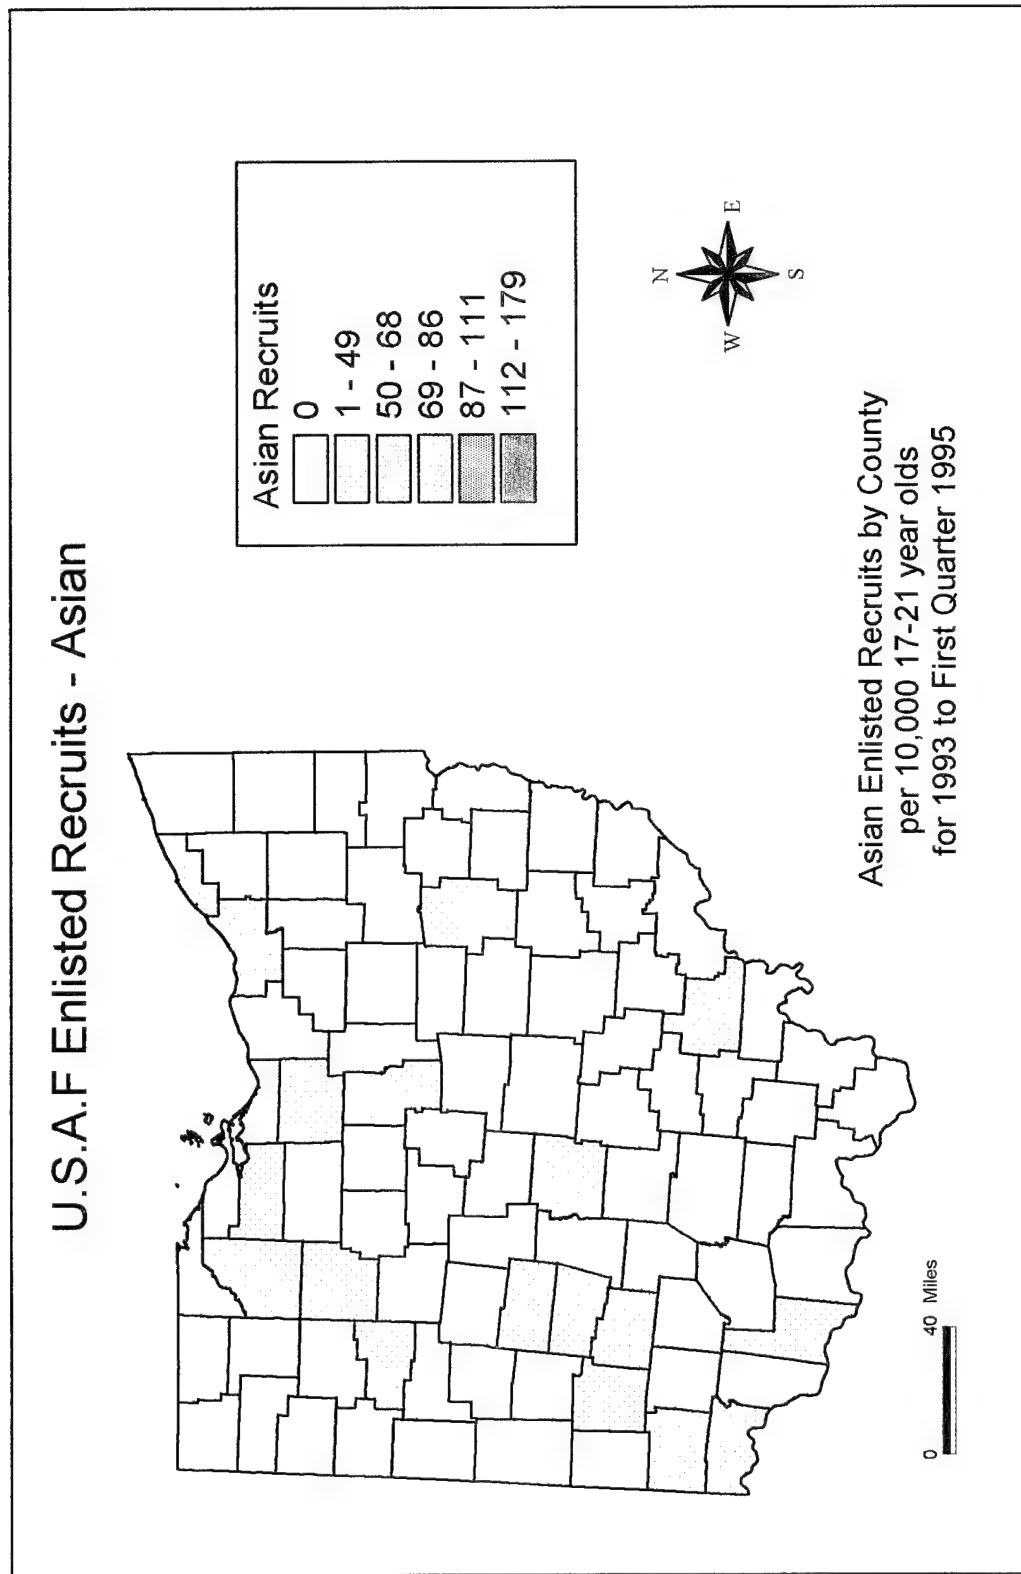 U.S.A.F Enlisted Recruits - Asian
Asian Recruits
0
1 - 49
50 - 68
69 - 86
87 - 111
112 - 179
N
W
E
S
0
40 Miles
Asian Enlisted Recruits by County
per 10,000 17-21 year olds
for 1993 to First Quarter 1995